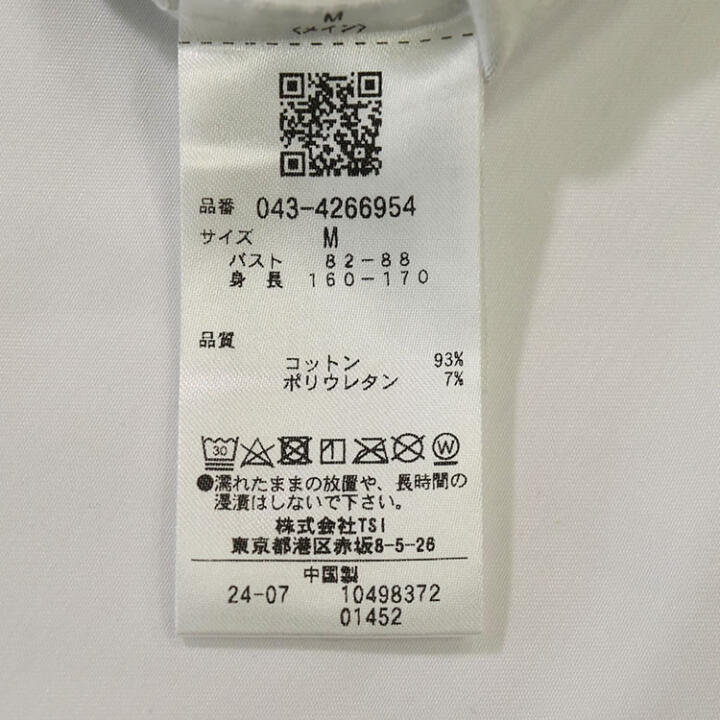 M
<メイン>
品番 043-4266954
サイズ M
バスト 82-88
身長 160-170
品質
コットン 93%
ポリウレタン 7%
30 W
●濡れたままの放置や、長時間の
浸漬はしないで下さい。
株式会社TSI
東京都港区赤坂8-5-26
中国製
24-07 10498372
01452